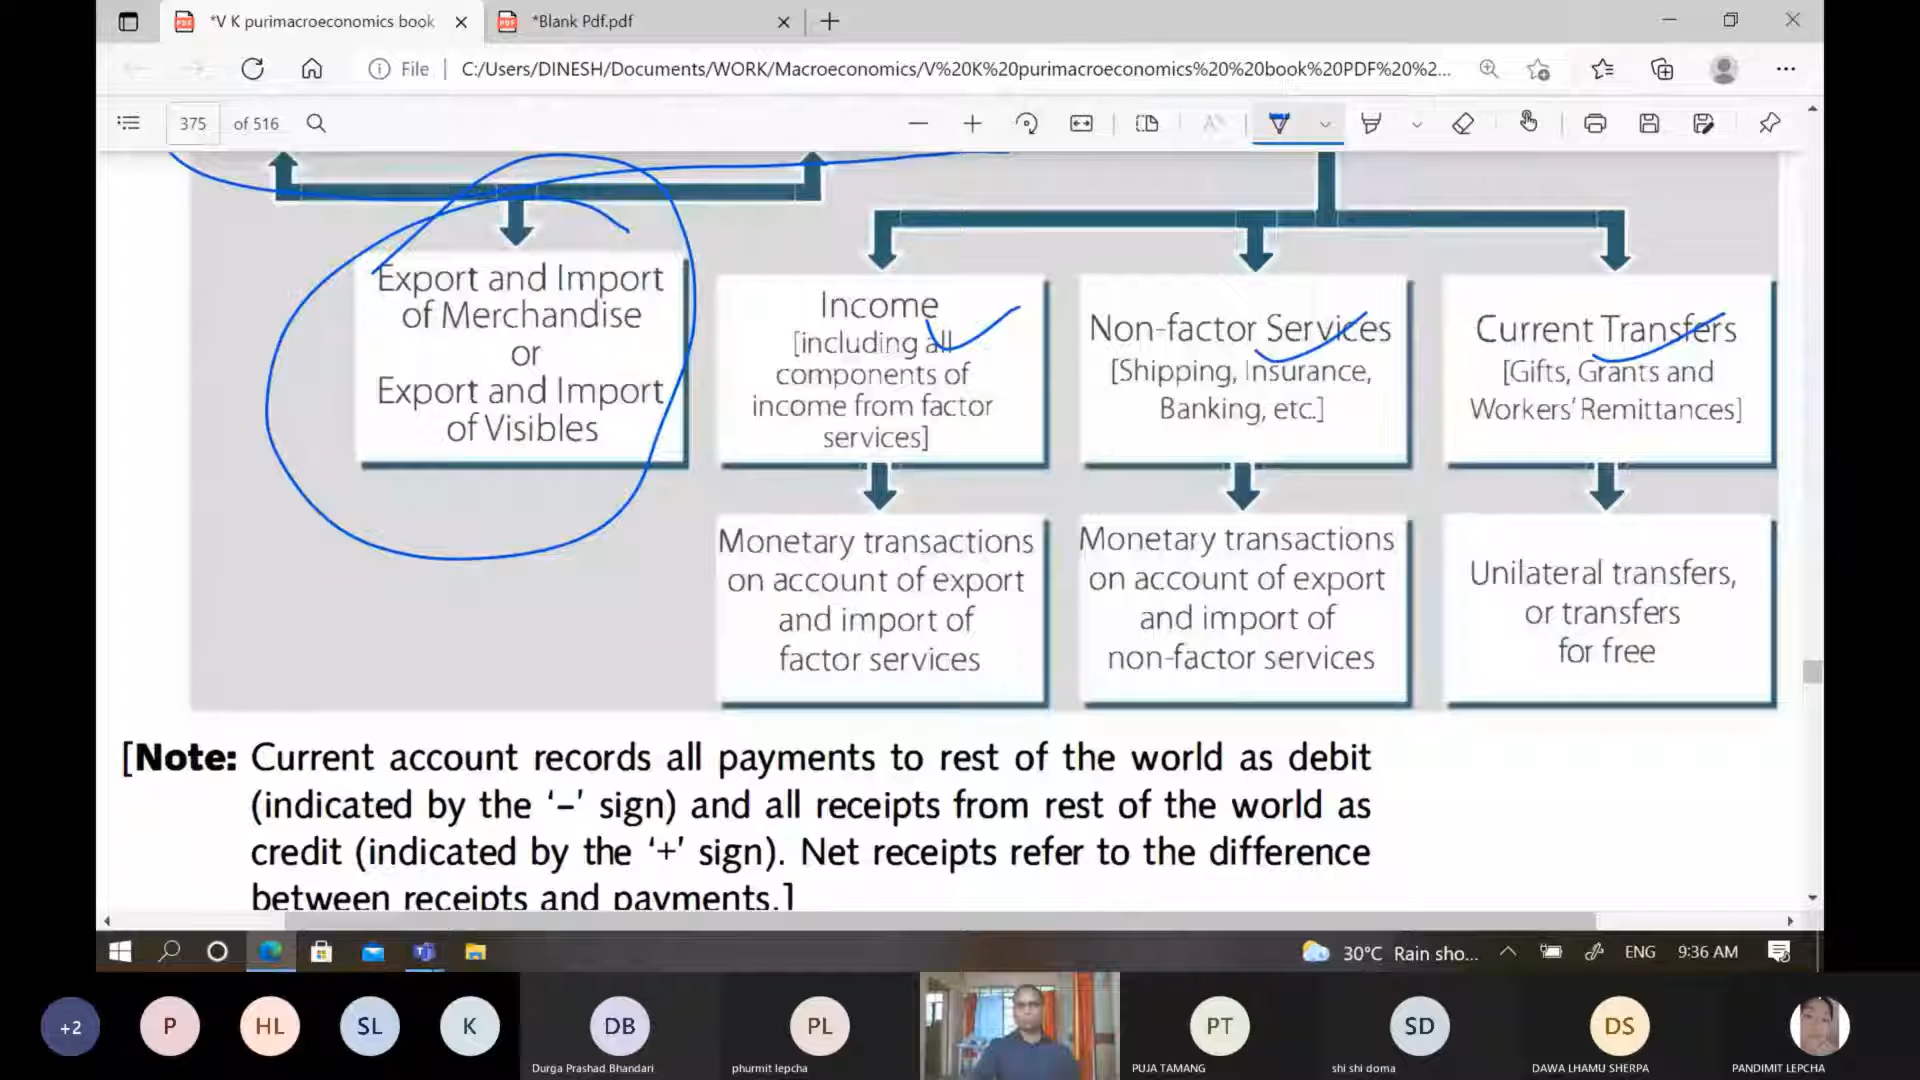 *V K purimacroeconomics book
*Blank Pdf.pdf
File
C:/Users/DINESH/Documents/WORK/Macroeconomics/V%20K%20purimacroeconomics%20%20book%20PDF%20%2...
375
of 516
Export and Import
of Merchandise
or
Export and Import
of Visibles
Income
[including all
components of
income from factor
services]
Non-factor Services
[Shipping, Insurance,
Banking, etc.]
Current Transfers
[Gifts, Grants and
Workers' Remittances]
Monetary transactions
on account of export
and import of
factor services
Monetary transactions
on account of export
and import of
non-factor services
Unilateral transfers,
or transfers
for free
[Note: Current account records all payments to rest of the world as debit
(indicated by the ‘–’ sign) and all receipts from rest of the world as
credit (indicated by the ‘+’ sign). Net receipts refer to the difference
between receipts and payments.]
30°C Rain sho...
ENG
9:36 AM
+2
P
HL
SL
K
DB
PL
PT
SD
DS
Durga Prashad Bhandari
phurmit lepcha
PUJA TAMANG
shi shi doma
DAWA LHAMU SHERPA
PANDIMIT LEPCHA